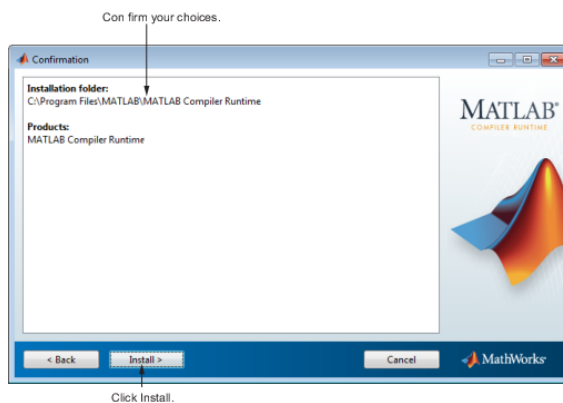 Con firm your choices.
Confirmation
Installation folder:
C:\Program Files\MATLAB\MATLAB Compiler Runtime
Products:
MATLAB Compiler Runtime
MATLAB®
COMPILER RUNTIME
< Back
Install >
Cancel
MathWorks®
Click Install.